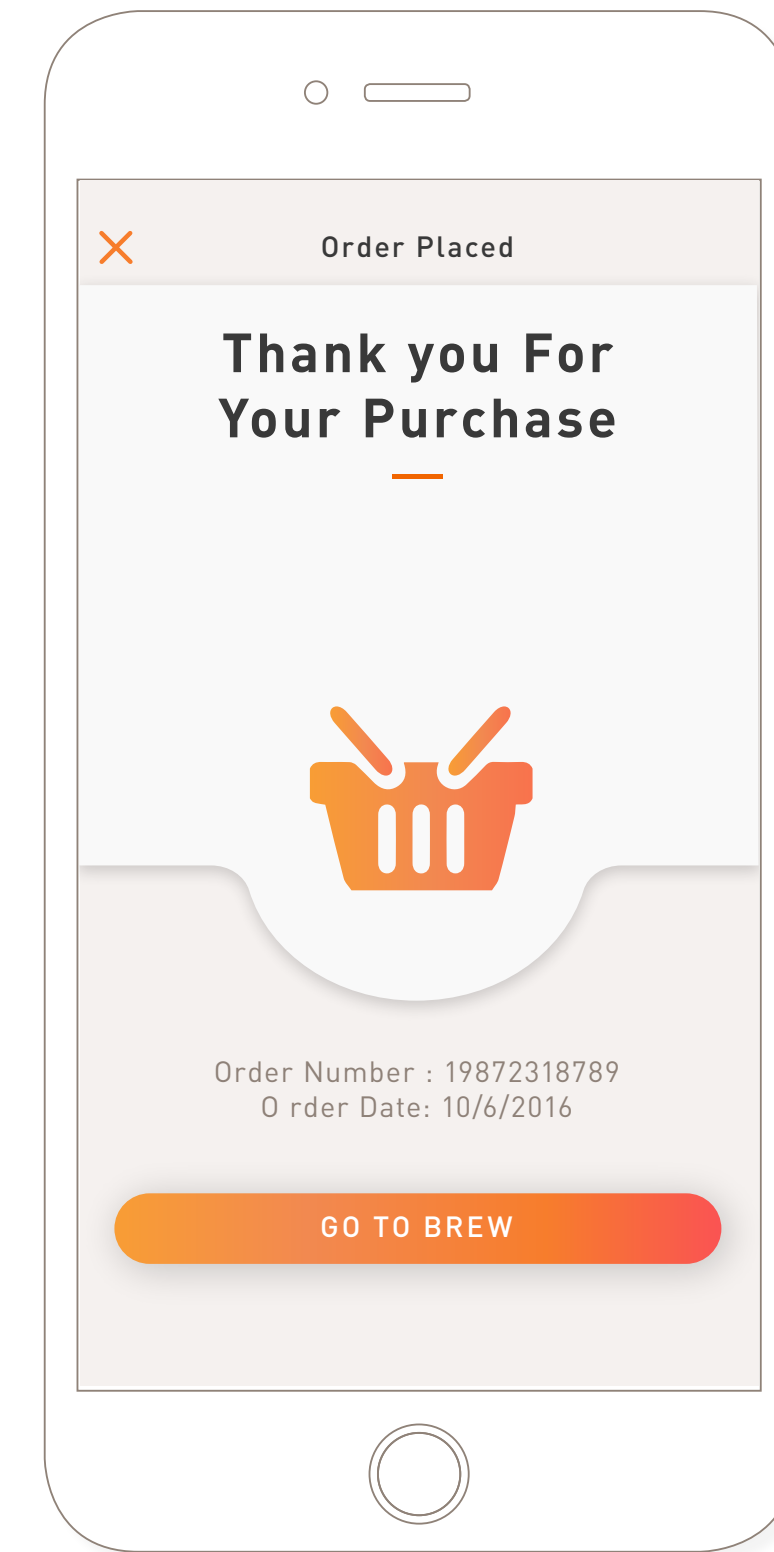 Order Placed
Thank you For
Your Purchase
Order Number : 19872318789
O rder Date: 10/6/2016
GO TO BREW